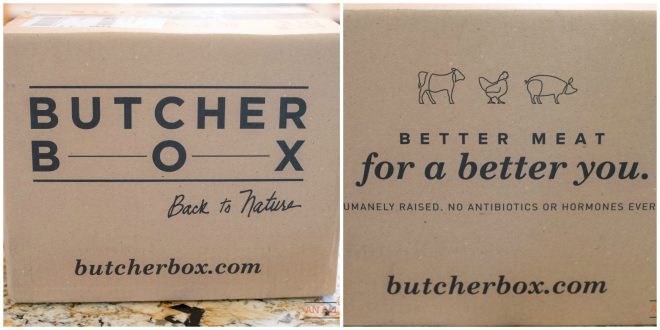 BUTCHER
BOX
Back to Nature
butcherbox.com
BETTER MEAT
for a better you.
UMANELY RAISED. NO ANTIBIOTICS OR HORMONES EVER
butcherbox.com